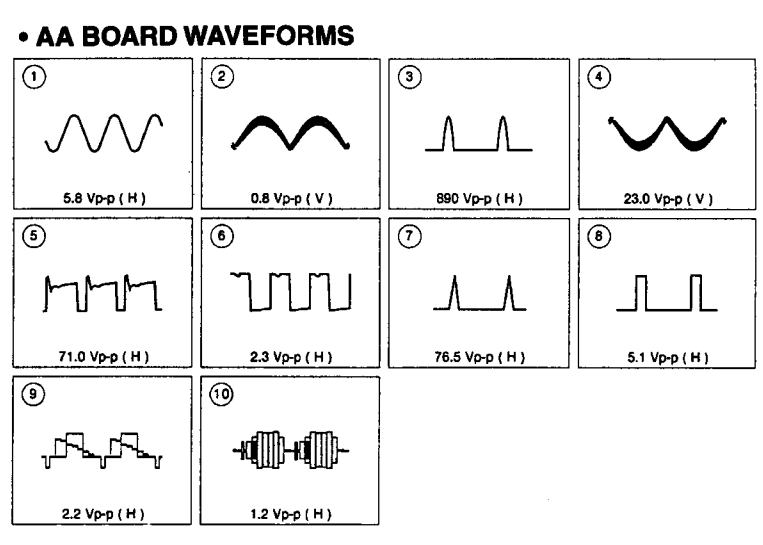 • AA BOARD WAVEFORMS
1
2
3
4
5.8 Vp-p ( H )
0.8 Vp-p ( V )
890 Vp-p ( H )
23.0 Vp-p ( V )
5
6
7
8
71.0 Vp-p ( H )
2.3 Vp-p ( H )
76.5 Vp-p ( H )
5.1 Vp-p ( H )
9
10
2.2 Vp-p ( H )
1.2 Vp-p ( H )